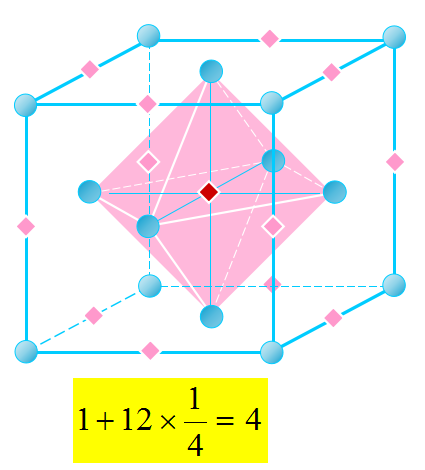 1 + 12 × 1/4 = 4